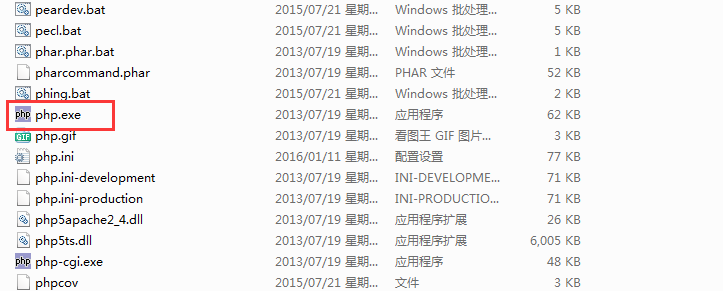 peardev.bat 2015/07/21 星期... Windows 批处理... 5 KB
pecl.bat 2015/07/21 星期... Windows 批处理... 5 KB
phar.phar.bat 2013/07/19 星期... Windows 批处理... 1 KB
pharcommand.phar 2013/07/19 星期... PHAR 文件 52 KB
phing.bat 2015/07/21 星期... Windows 批处理... 2 KB
php.exe 2013/07/19 星期... 应用程序 62 KB
php.gif 2013/07/19 星期... 看图王 GIF 图片... 3 KB
php.ini 2016/01/11 星期... 配置设置 77 KB
php.ini-development 2013/07/19 星期... INI-DEVELOPME... 71 KB
php.ini-production 2013/07/19 星期... INI-PRODUCTIO... 71 KB
php5apache2_4.dll 2013/07/19 星期... 应用程序扩展 26 KB
php5ts.dll 2013/07/19 星期... 应用程序扩展 6,005 KB
php-cgi.exe 2013/07/19 星期... 应用程序 48 KB
phpcov 2015/07/21 星期... 文件 3 KB